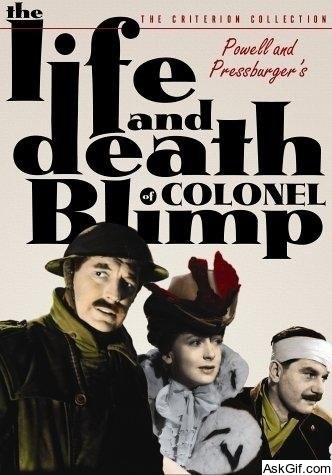 THE CRITERION COLLECTION
the
life
Powell and
Pressburger's
and
death
of COLONEL
Blimp
AskGif.com